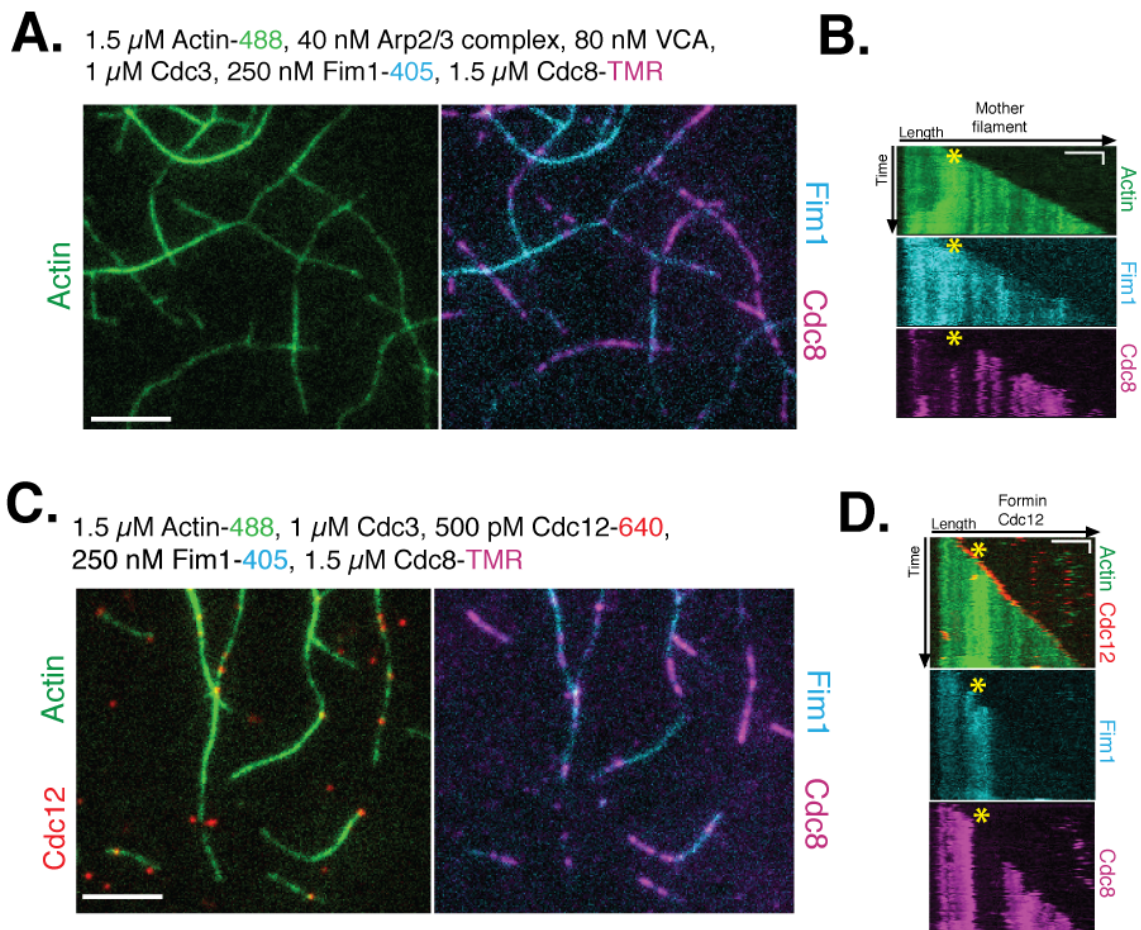 A.
1.5 µM Actin-488, 40 nM Arp2/3 complex, 80 nM VCA,
1 µM Cdc3, 250 nM Fim1-405, 1.5 µM Cdc8-TMR
Actin
Fim1
Cdc8
B.
Mother
filament
Length
Time
*
Actin
*
Fim1
*
Cdc8
C.
1.5 µM Actin-488, 1 µM Cdc3, 500 pM Cdc12-640,
250 nM Fim1-405, 1.5 µM Cdc8-TMR
Actin
Cdc12
Fim1
Cdc8
D.
Formin
Cdc12
Length
Time
*
Actin Cdc12
*
Fim1
*
Cdc8